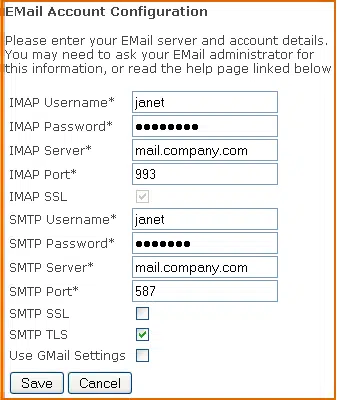 EMail Account Configuration
Please enter your EMail server and account details.
You may need to ask your EMail administrator for
this information, or read the help page linked below
IMAP Username* janet
IMAP Password* ●●●●●●●●
IMAP Server* mail.company.com
IMAP Port* 993
IMAP SSL
SMTP Username* janet
SMTP Password* ●●●●●●●
SMTP Server* mail.company.com
SMTP Port* 587
SMTP SSL
SMTP TLS
Use GMail Settings
Save Cancel